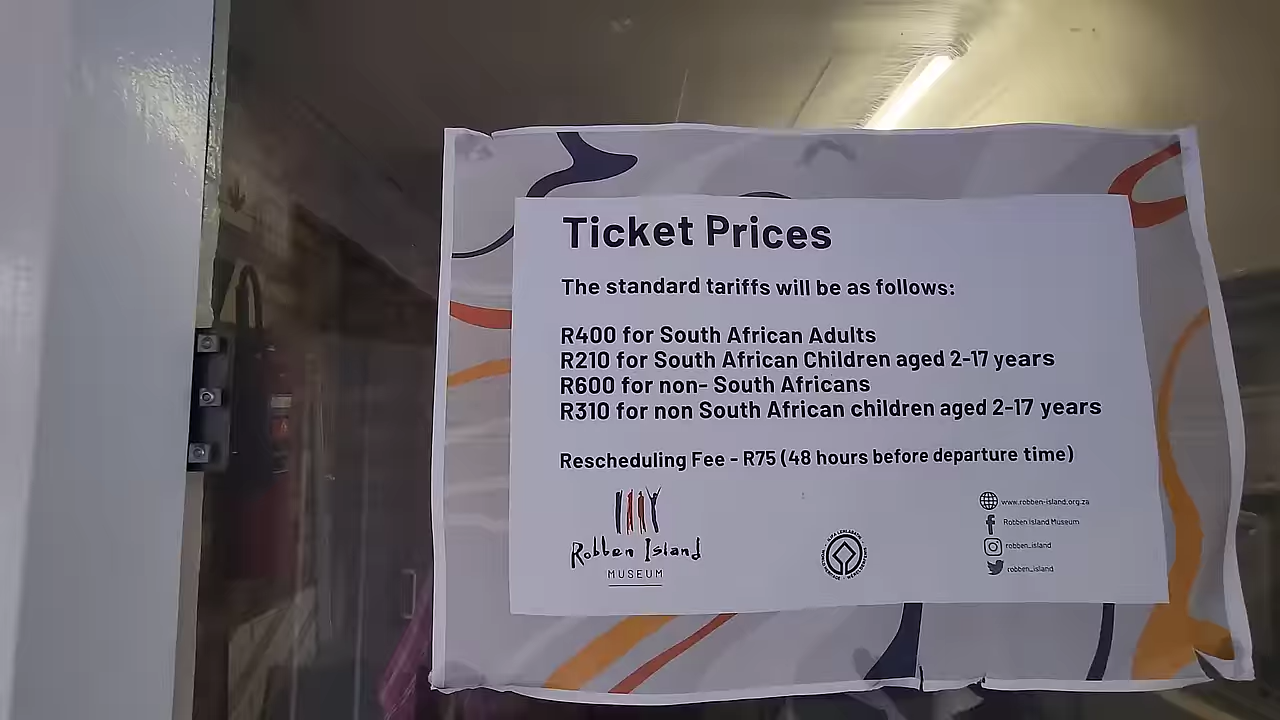 Ticket Prices
The standard tariffs will be as follows:
R400 for South African Adults
R210 for South African Children aged 2-17 years
R600 for non- South Africans
R310 for non South African children aged 2-17 years
Rescheduling Fee - R75 (48 hours before departure time)
Robben Island
MUSEUM
www.robben-island.org.za
Robben Island Museum
robben_island
robben_island